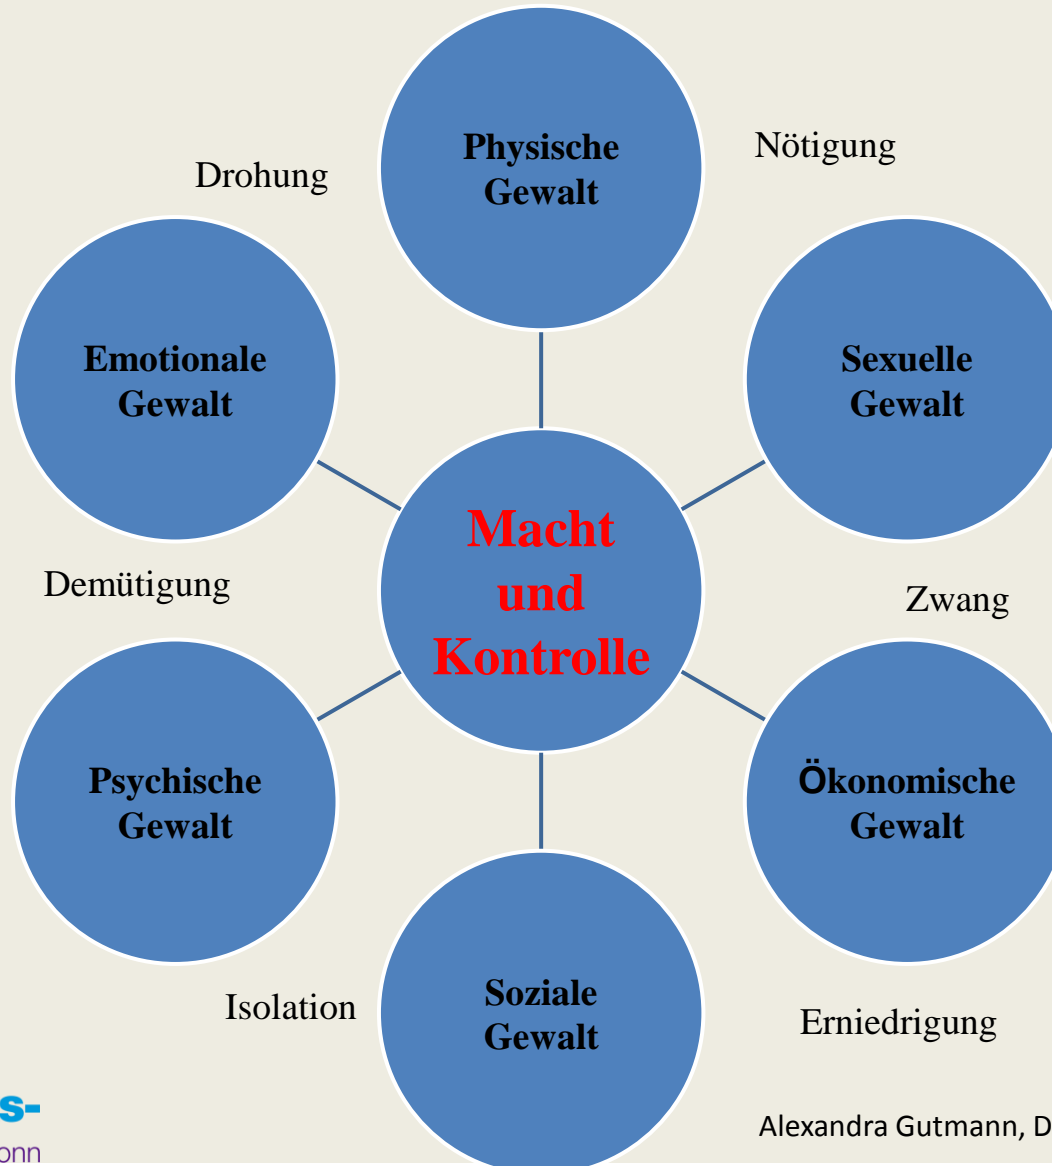 Physische
Gewalt
Nötigung
Drohung
Emotionale
Gewalt
Sexuelle
Gewalt
Macht
und
Kontrolle
Demütigung
Zwang
Psychische
Gewalt
Ökonomische
Gewalt
Isolation
Soziale
Gewalt
Erniedrigung
s-
onn
Alexandra Gutmann, D